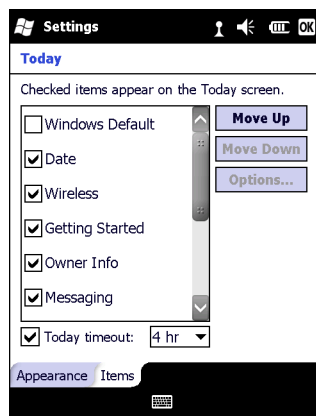 Settings
OK
Today
Checked items appear on the Today screen.
Windows Default
Date
Wireless
Getting Started
Owner Info
Messaging
Move Up
Move Down
Options...
Today timeout: 4 hr
Appearance Items